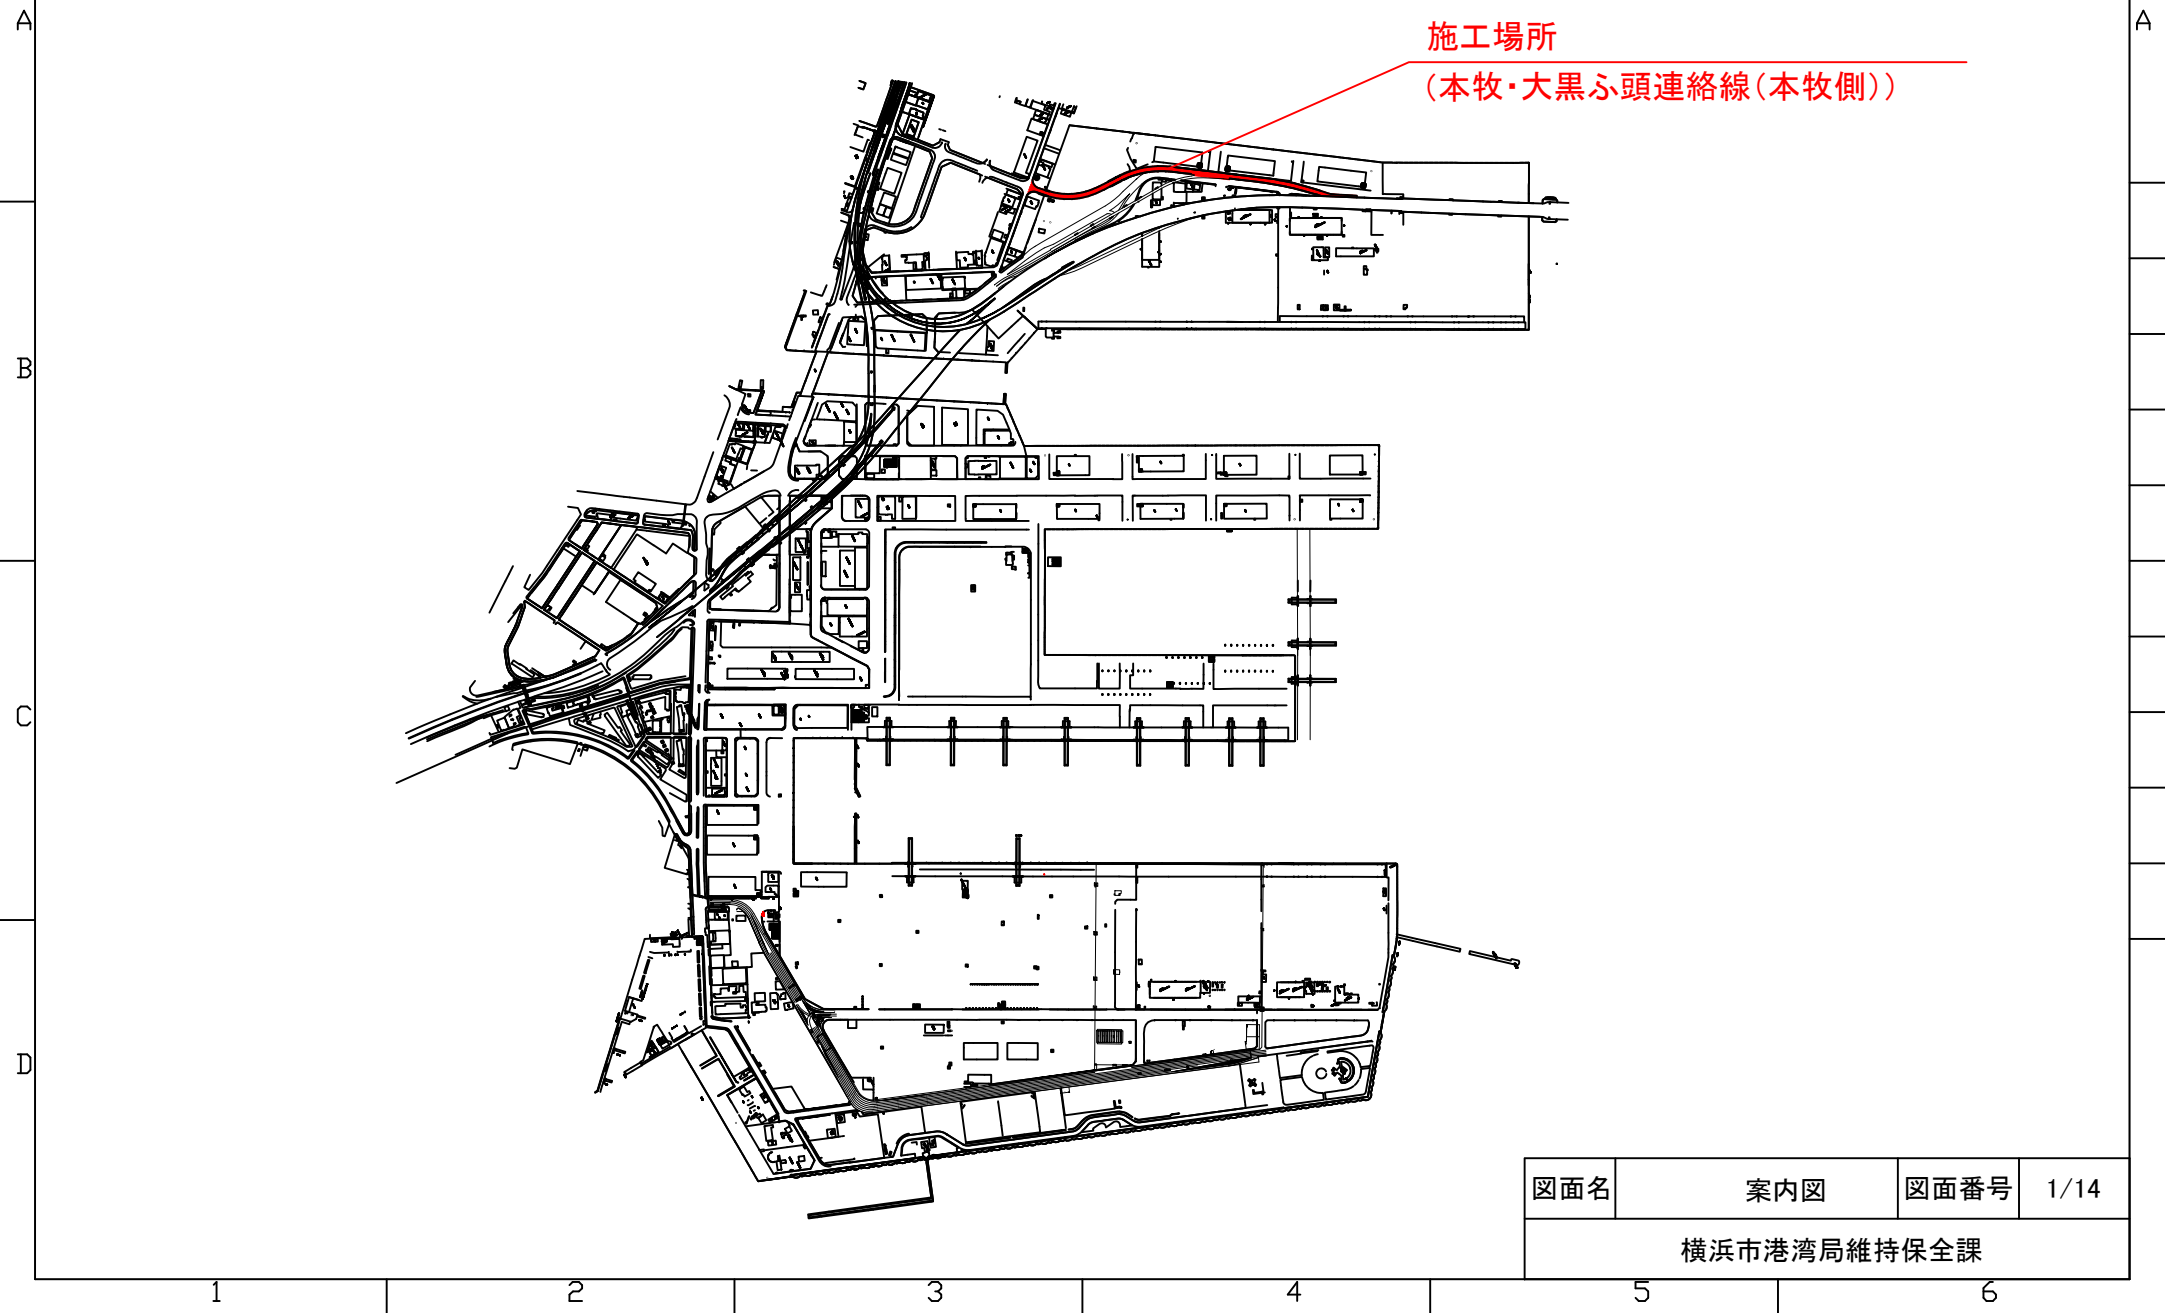 A
A
施工場所
(本牧・大黒ふ頭連絡線(本牧側))
B
C
D
図面名 案内図 図面番号 1/14
横浜市港湾局維持保全課
1 2 3 4 5 6